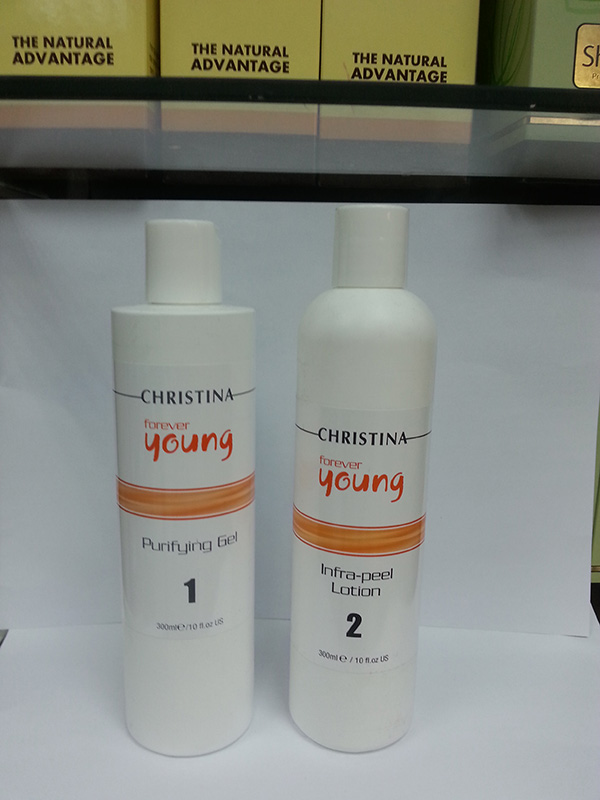 THE NATURAL
ADVANTAGE
THE NATURAL
ADVANTAGE
THE NATURAL
ADVANTAGE
CHRISTINA
forever
young
Purifying Gel
1
300ml℮/10 fl.oz US
CHRISTINA
forever
young
Infra-peel
Lotion
2
300ml ℮ / 10 fl.oz US